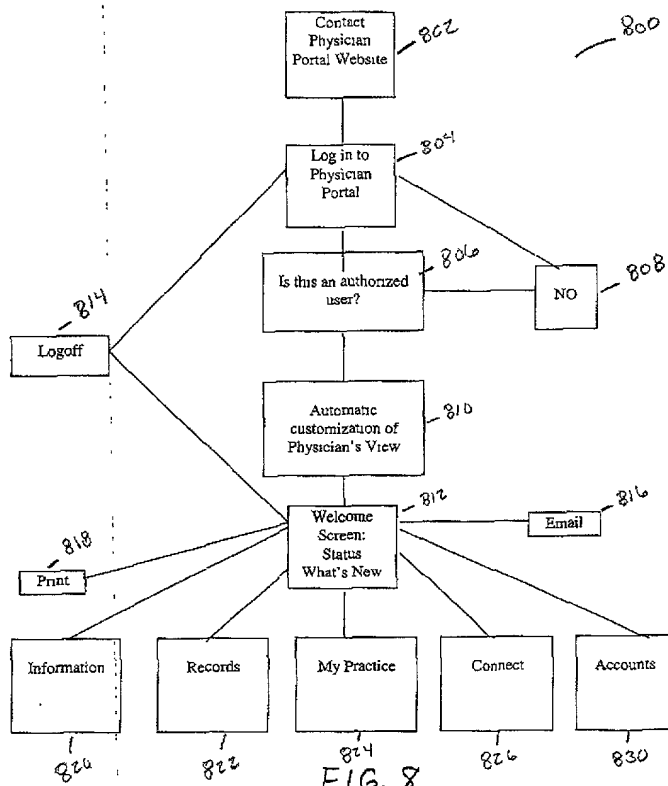 Contact
Physician
Portal Website
802
800
Log in to
Physician
Portal
804
806
Is this an authorized
user?
NO
808
814
Logoff
Automatic
customization of
Physician's View
810
812
Welcome
Screen:
Status
What's New
816
Email
818
Print
Information
Records
My Practice
Connect
Accounts
820
822
824
826
830
FIG. 8